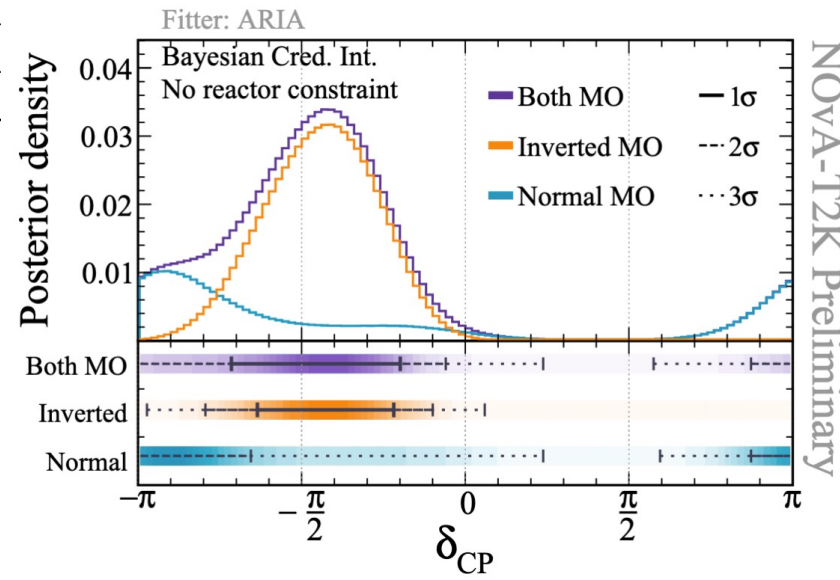 Fitter: ARIA
Bayesian Cred. Int.
No reactor constraint
Both MO
Inverted MO
Normal MO
1σ
2σ
3σ
Posterior density
0.04
0.03
0.02
0.01
Both MO
Inverted
Normal
−π
−π/2
0
π/2
π
δCP
NOvA-T2K Preliminary